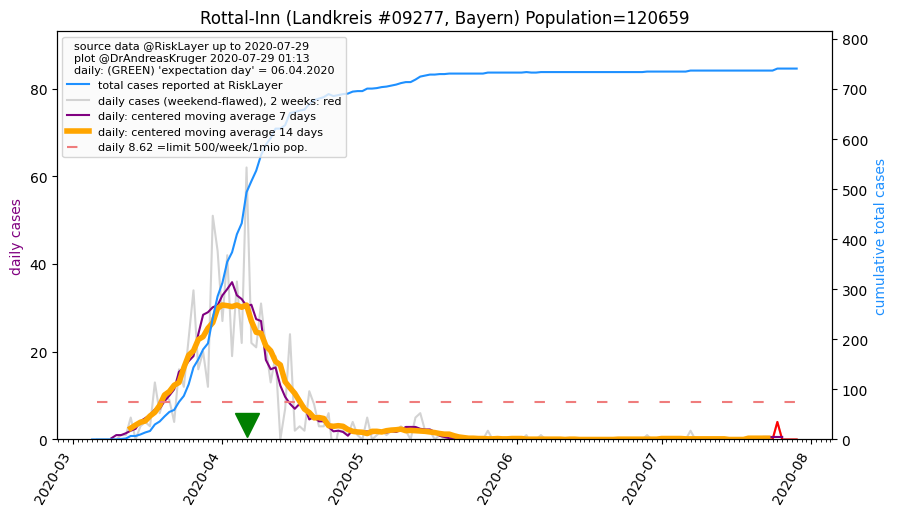 Rottal-Inn (Landkreis #09277, Bayern) Population=120659
source data @RiskLayer up to 2020-07-29
plot @DrAndreasKruger 2020-07-29 01:13
daily: (GREEN) 'expectation day' = 06.04.2020
total cases reported at RiskLayer
daily cases (weekend-flawed), 2 weeks: red
daily: centered moving average 7 days
daily: centered moving average 14 days
daily 8.62 =limit 500/week/1mio pop.
daily cases
80
60
40
20
0
cumulative total cases
800
700
600
500
400
300
200
100
0
2020-03
2020-04
2020-05
2020-06
2020-07
2020-08